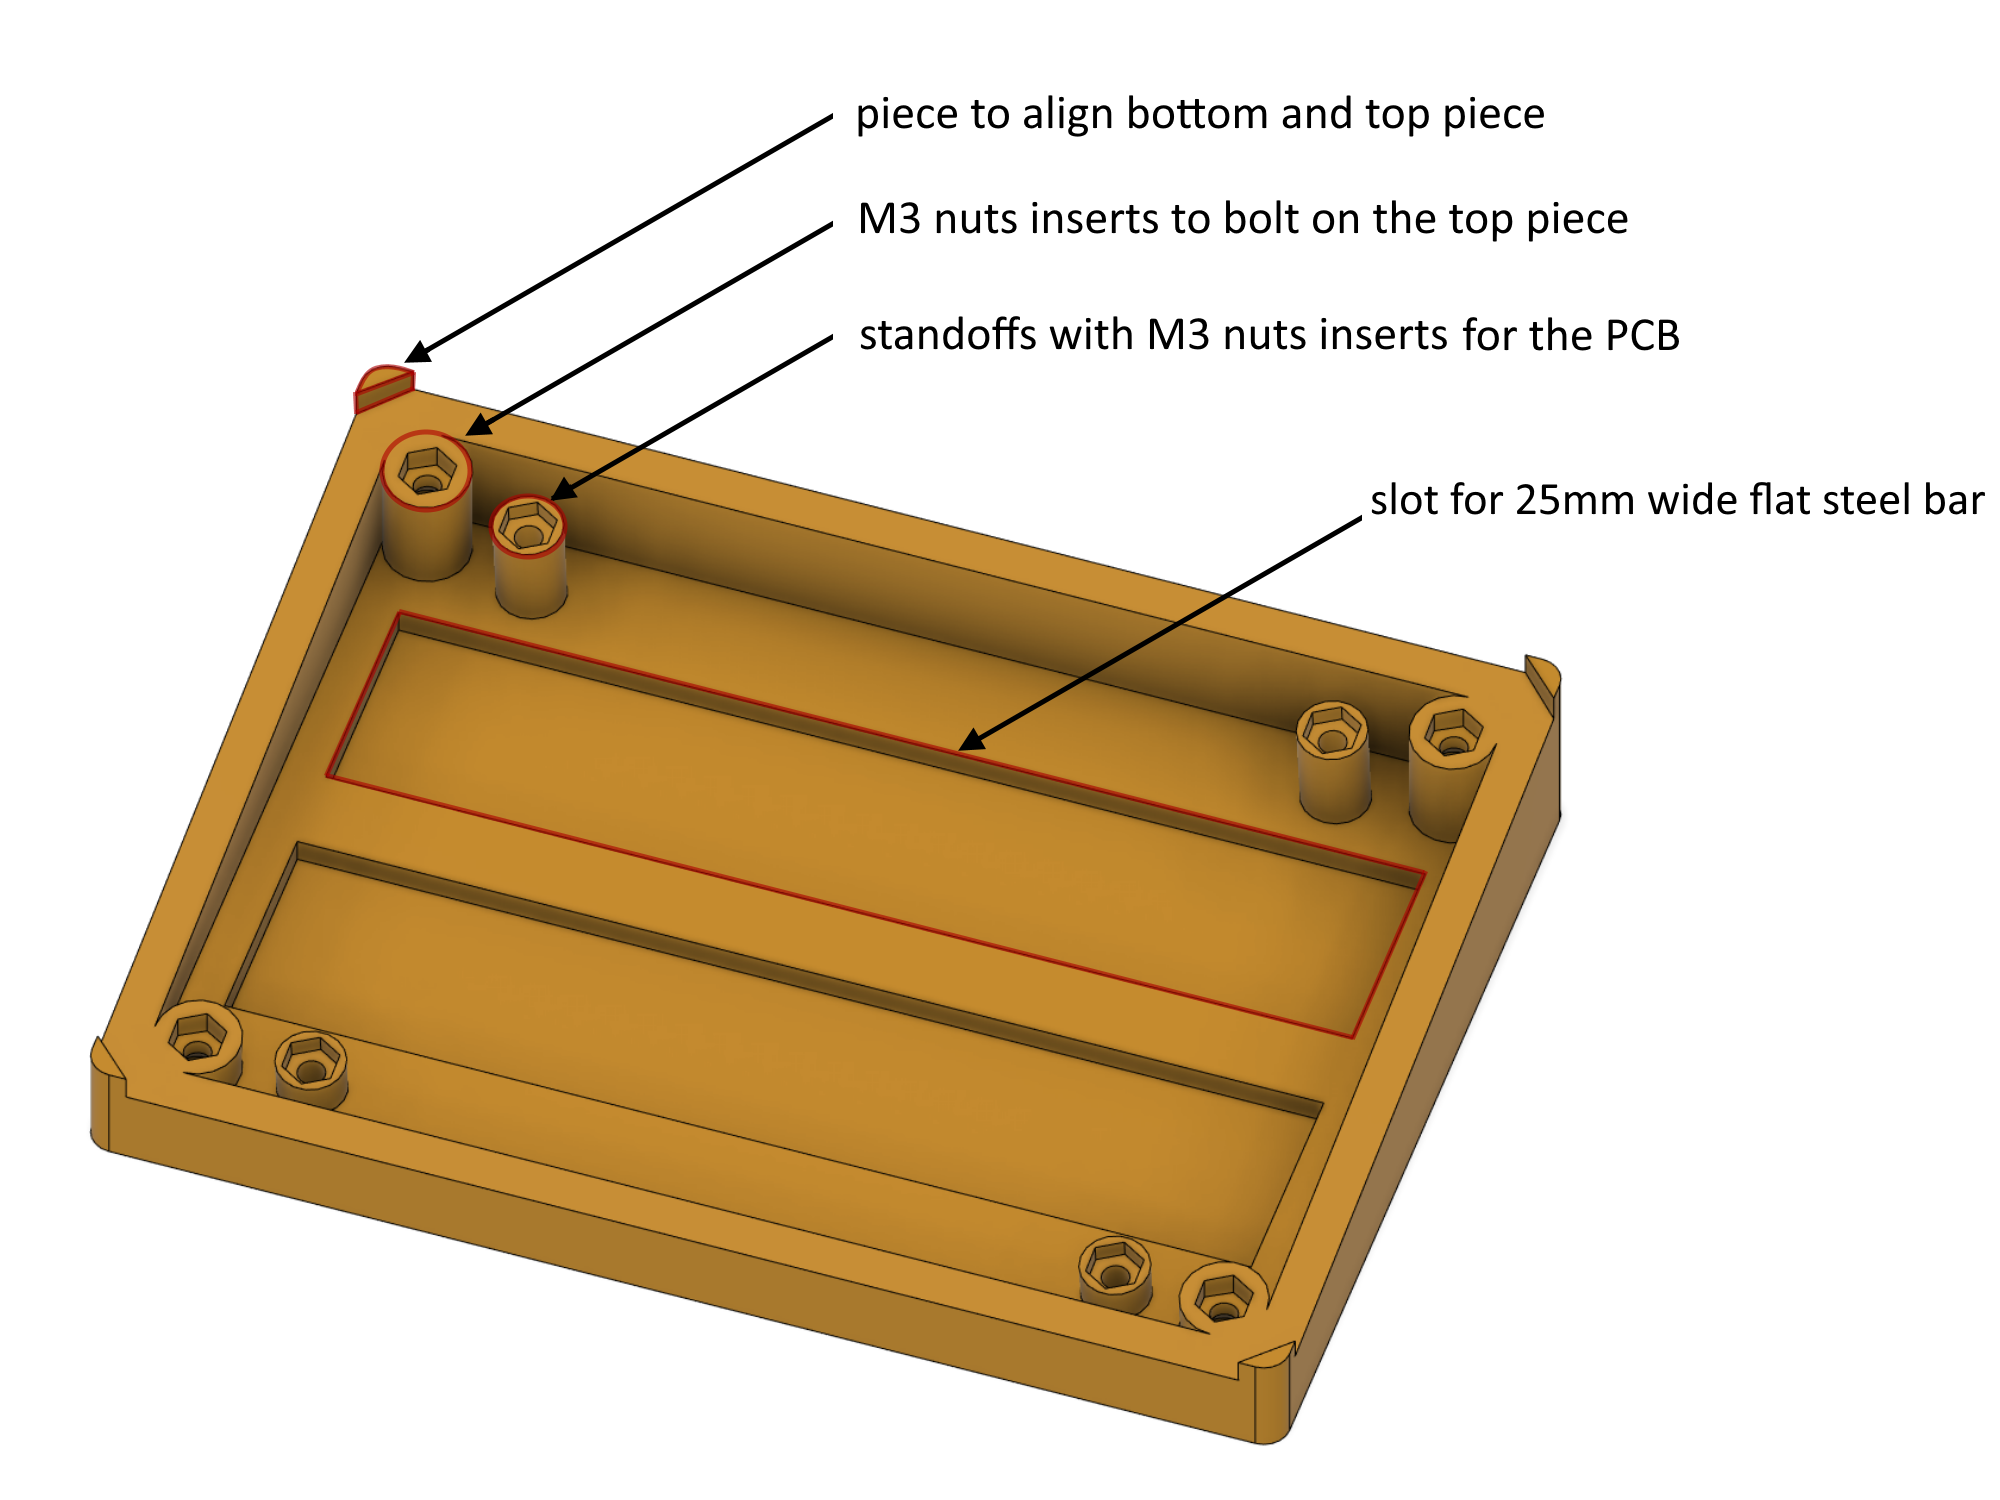 piece to align bottom and top piece
M3 nuts inserts to bolt on the top piece
standoffs with M3 nuts inserts for the PCB
slot for 25mm wide flat steel bar